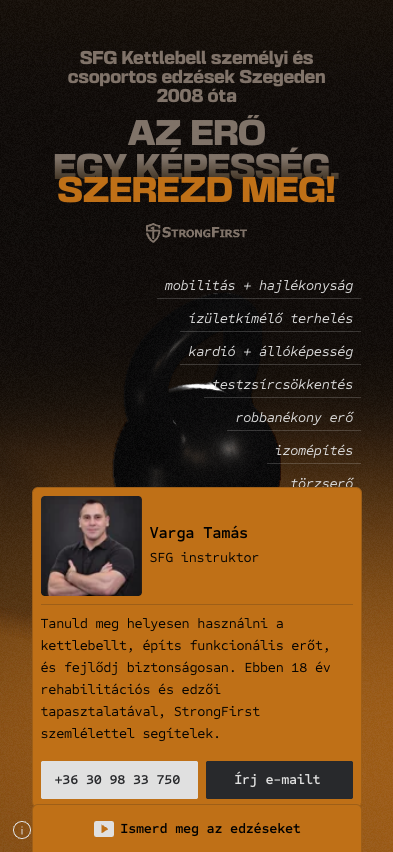 SFG Kettlebell személyi és
csoportos edzések Szegeden
2008 óta
AZ ERŐ
EGY KÉPESSÉG.
SZEREZD MEG!
STRONGFIRST
mobilitás + hajlékonyság
ízületkímélő terhelés
kardió + állóképesség
testzsírcsökkentés
robbanékony erő
izomépítés
törzserő
Varga Tamás
SFG instruktor
Tanuld meg helyesen használni a
kettlebellt, építs funkcionális erőt,
és fejlődj biztonságosan. Ebben 18 év
rehabilitációs és edzői
tapasztalatával, StrongFirst
szemlélettel segítelek.
+36 30 98 33 750
Írj e-mailt
Ismerd meg az edzéseket